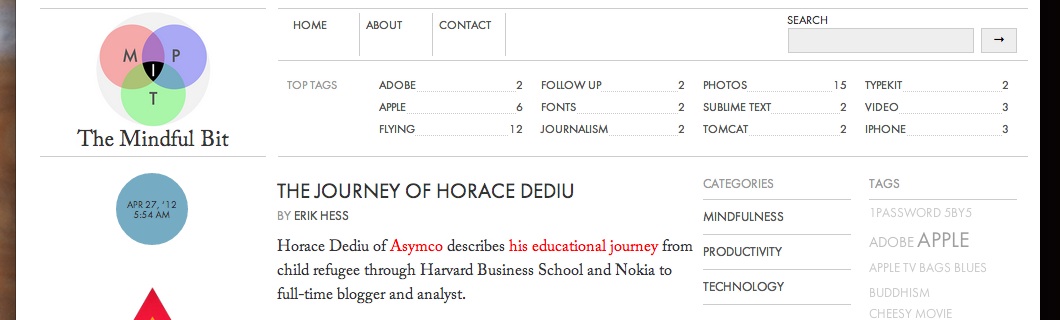 HOME
ABOUT
CONTACT
SEARCH
→
M P
I
T
The Mindful Bit
TOP TAGS
ADOBE 2
FOLLOW UP 2
PHOTOS 15
TYPEKIT 2
APPLE 6
FONTS 2
SUBLIME TEXT 2
VIDEO 3
FLYING 12
JOURNALISM 2
TOMCAT 2
IPHONE 3
APR 27, '12
5:54 AM
THE JOURNEY OF HORACE DEDIU
BY ERIK HESS
Horace Dediu of Asymco describes his educational journey from
child refugee through Harvard Business School and Nokia to
full-time blogger and analyst.
CATEGORIES
MINDFULNESS
PRODUCTIVITY
TECHNOLOGY
TAGS
1PASSWORD 5BY5
ADOBE APPLE
APPLE TV BAGS BLUES
BUDDHISM
CHEESY MOVIE